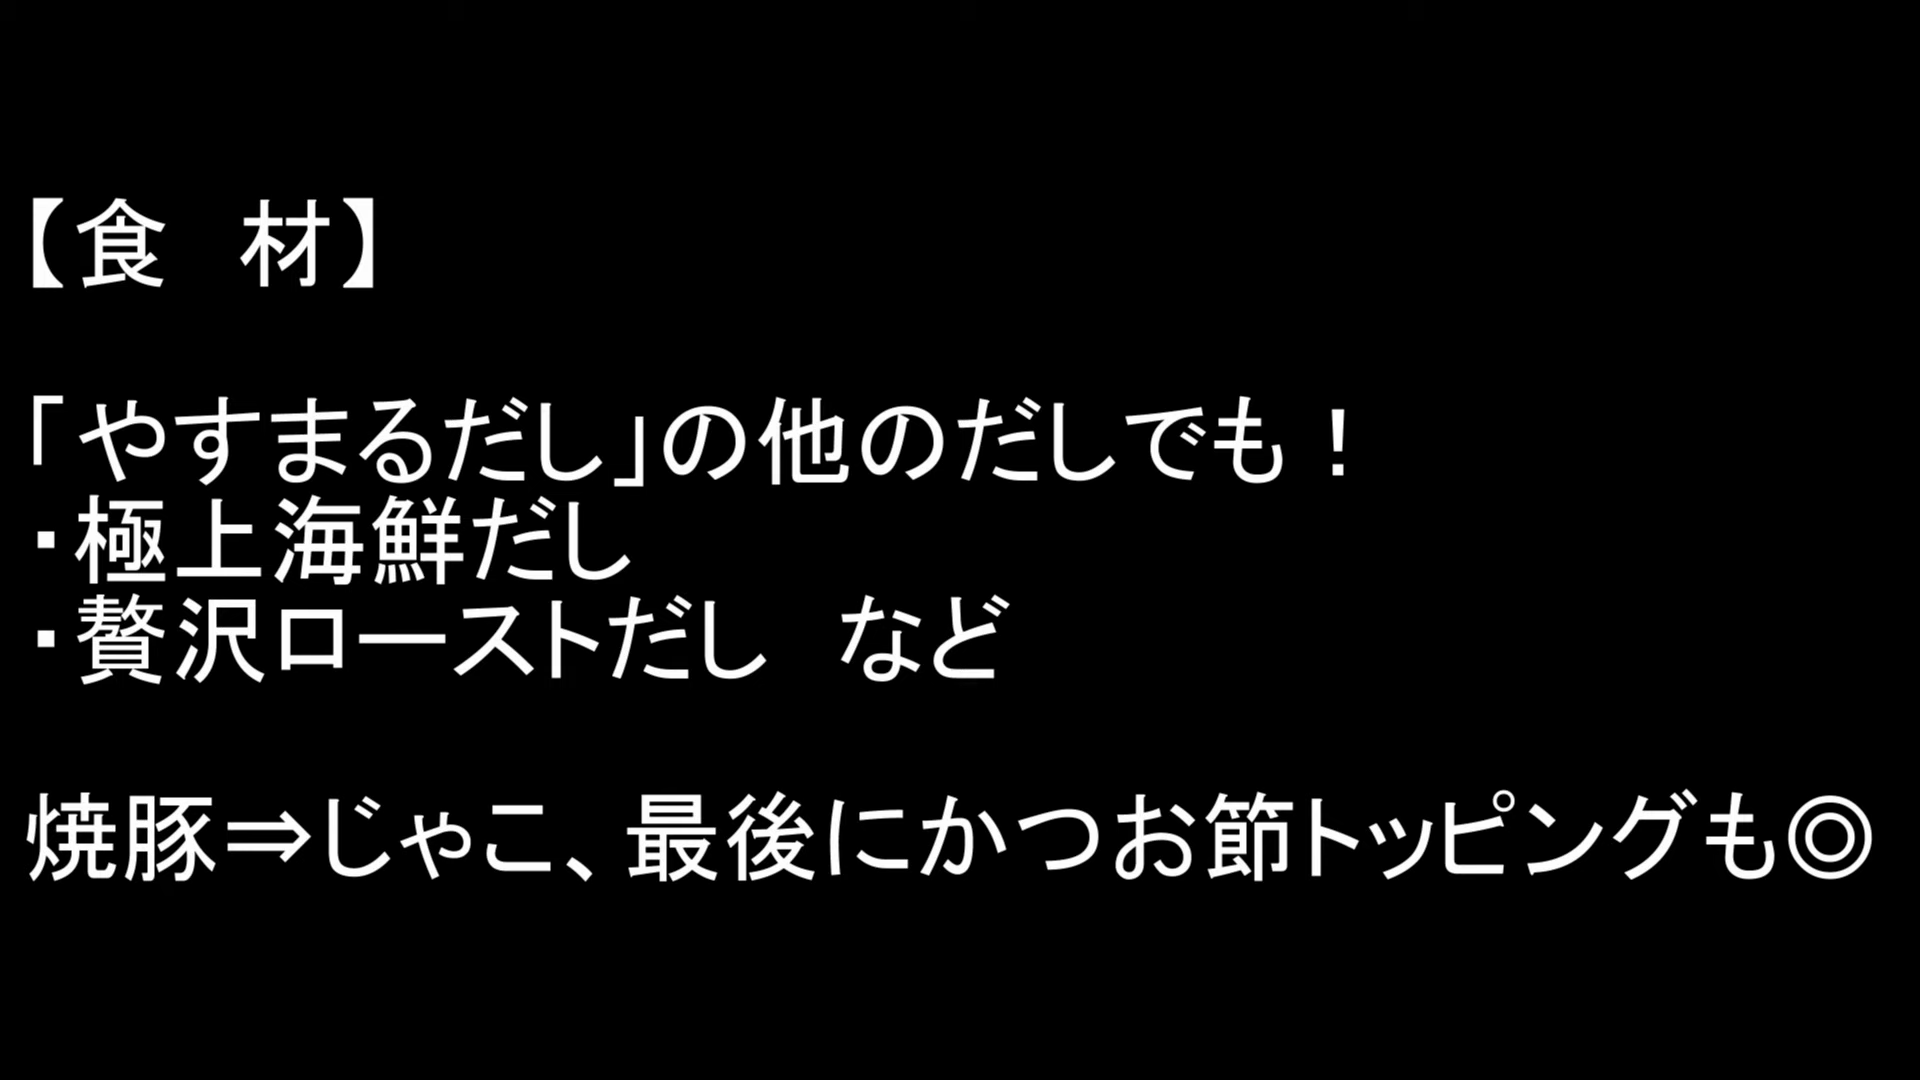 【食　材】
「やすまるだし」の他のだしでも！
・極上海鮮だし
・贅沢ローストだし　など
焼豚⇒じゃこ、最後にかつお節トッピングも◎